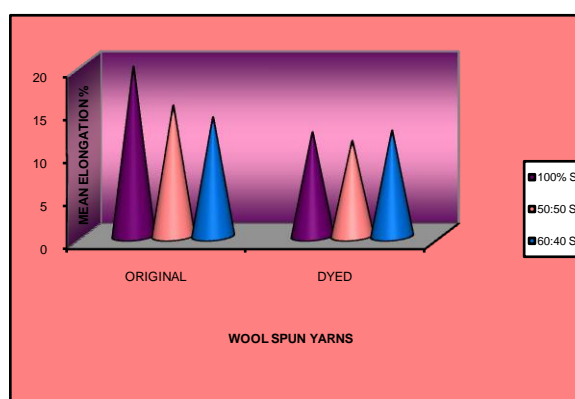 MEAN ELONGATION %
20
15
10
5
0
ORIGINAL DYED
WOOL SPUN YARNS
100% S
50:50 S
60:40 S